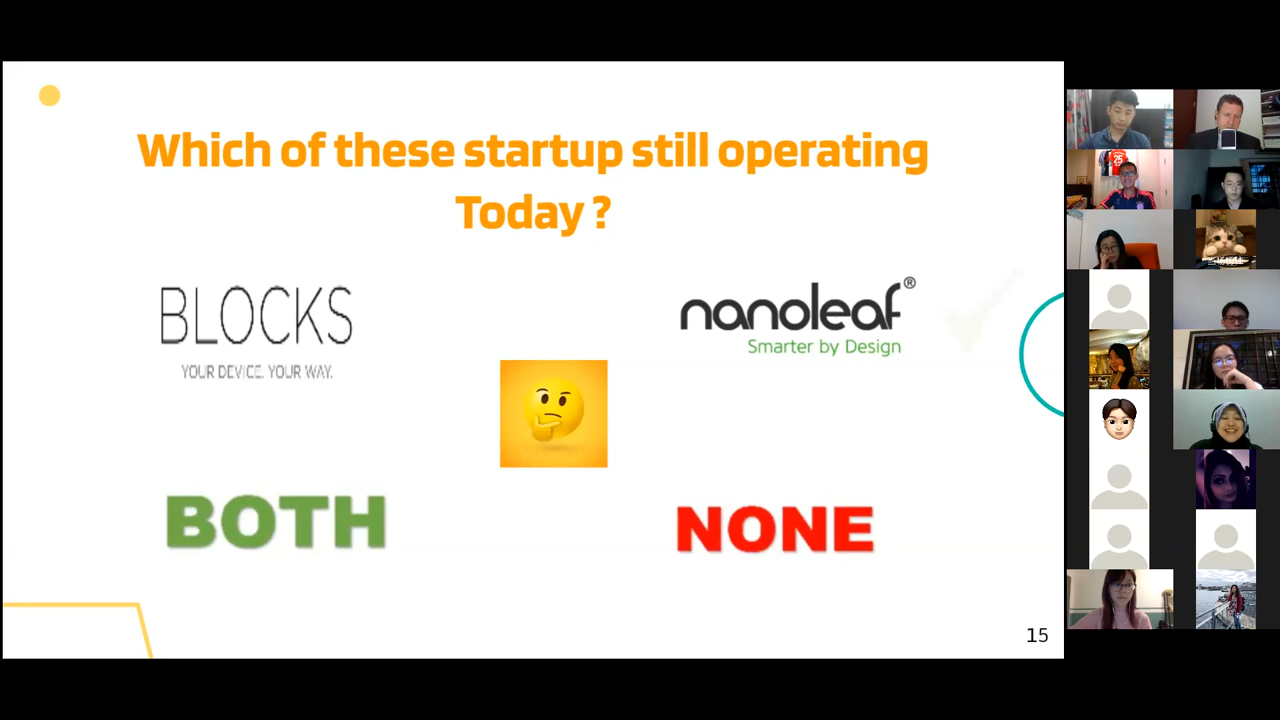 Which of these startup still operating
Today ?
BLOCKS
YOUR DEVICE. YOUR WAY.
nanoleaf®
Smarter by Design
BOTH
NONE
15
25